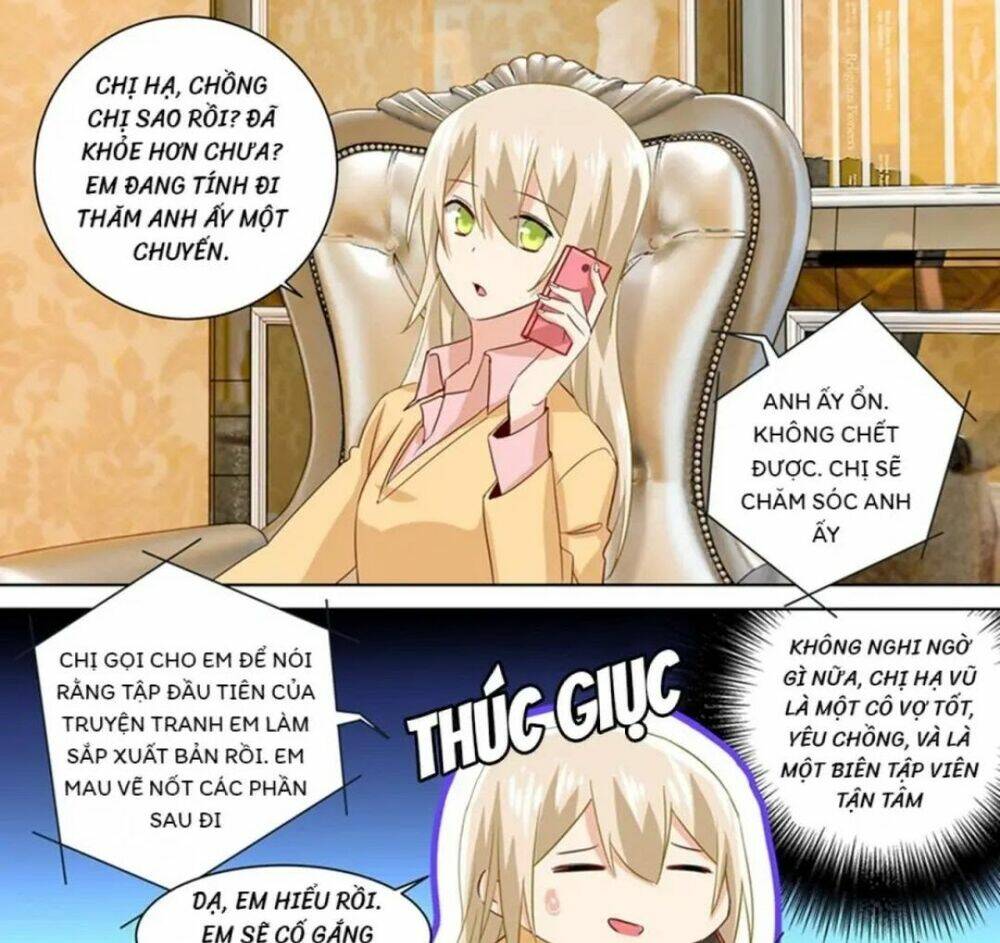 CHỊ HẠ, CHỒNG
CHỊ SAO RỒI? ĐÃ
KHỎE HƠN CHƯA?
EM ĐANG TÍNH ĐI
THĂM ANH ẤY MỘT
CHUYẾN.
ANH ẤY ỔN.
KHÔNG CHẾT
ĐƯỢC. CHỊ SẼ
CHĂM SÓC ANH
ẤY
CHỊ GỌI CHO EM ĐỂ NÓI
RẰNG TẬP ĐẦU TIÊN CỦA
TRUYỆN TRANH EM LÀM
SẮP XUẤT BẢN RỒI. EM
MAU VẼ NỐT CÁC PHẦN
SAU ĐI
THÚC GIỤC
KHÔNG NGHI NGỜ
GÌ NỮA, CHỊ HẠ VŨ
LÀ MỘT CÔ VỢ TỐT,
YÊU CHỒNG, VÀ LÀ
MỘT BIÊN TẬP VIÊN
TẬN TÂM
DẠ, EM HIỂU RỒI.
EM SẼ CỐ GẮNG